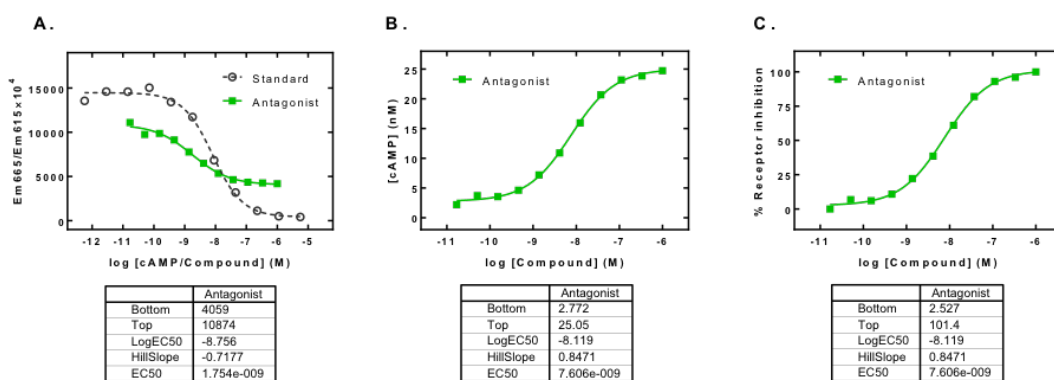 A.
Em665/Em615×10⁴
15000
10000
5000
0
Standard
Antagonist
-12 -11 -10 -9 -8 -7 -6 -5
log [cAMP/Compound] (M)
Antagonist
Bottom 4059
Top 10874
LogEC50 -8.756
HillSlope -0.7177
EC50 1.754e-009
B.
[cAMP] (nM)
25
20
15
10
5
0
Antagonist
-11 -10 -9 -8 -7 -6
log [Compound] (M)
Antagonist
Bottom 2.772
Top 25.05
LogEC50 -8.119
HillSlope 0.8471
EC50 7.606e-009
C.
% Receptor inhibition
100
75
50
25
0
Antagonist
-11 -10 -9 -8 -7 -6
log [Compound] (M)
Antagonist
Bottom 2.527
Top 101.4
LogEC50 -8.119
HillSlope 0.8471
EC50 7.606e-009